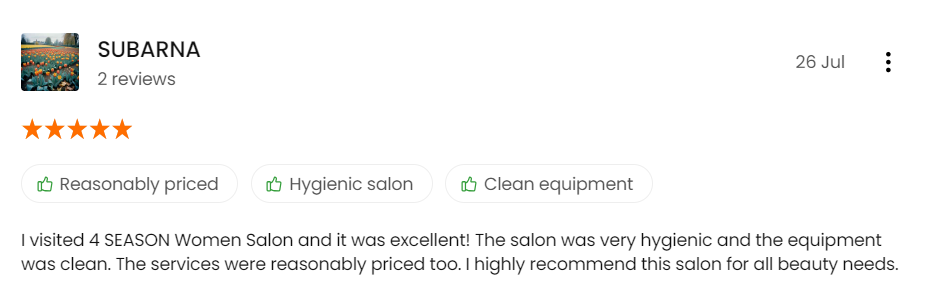 SUBARNA
2 reviews
26 Jul
Reasonably priced
Hygienic salon
Clean equipment
I visited 4 SEASON Women Salon and it was excellent! The salon was very hygienic and the equipment
was clean. The services were reasonably priced too. I highly recommend this salon for all beauty needs.